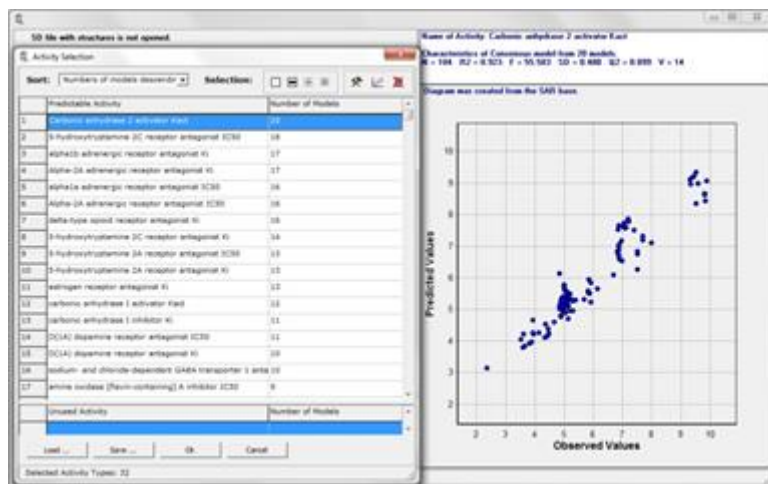 SD file with structures is not opened.
Activity Selection
Sort: Numbers of models descendir Selection:
Predictable Activity Number of Models
1 Carbonic anhydrase 2 activator Kact 20
2 5-hydroxytryptamine 2C receptor antagonist IC50 18
3 alpha1b adrenergic receptor antagonist Ki 17
4 Alpha-2A adrenergic receptor antagonist Ki 17
5 alpha1a adrenergic receptor antagonist IC50 16
6 Alpha-2A adrenergic receptor antagonist IC50 16
7 delta-type opioid receptor antagonist Ki
8 5-hydroxytryptamine 2C receptor antagonist Ki 14
9 5-hydroxytryptamine 2A receptor antagonist IC50 13
10 5-hydroxytryptamine 2A receptor antagonist Ki 13
11 estrogen receptor antagonist Ki
12 carbonic anhydrase I activator Kact 12
13 carbonic anhydrase I inhibitor Ki 11
14 D(1A) dopamine receptor antagonist IC50 11
15 D(1A) dopamine receptor antagonist Ki 10
16 sodium- and chloride-dependent GABA transporter 1 anta 10
17 amine oxidase [flavin-containing] A inhibitor IC50 9
Unused Activity Number of Models
Load ... Save ... Ok Cancel
Selected Activity Types: 32
Name of Activity: Carbonic anhydrase 2 activator Kact
Characteristics of Consensus model from 20 models:
N = 104 R2 = 0.923 F = 55.583 SD = 0.488 Q2 = 0.899 V = 14
Diagram was created from the SAR base.
Predicted Values
10
9
8
7
6
5
4
3
2
2 3 4 5 6 7 8 9 10
Observed Values